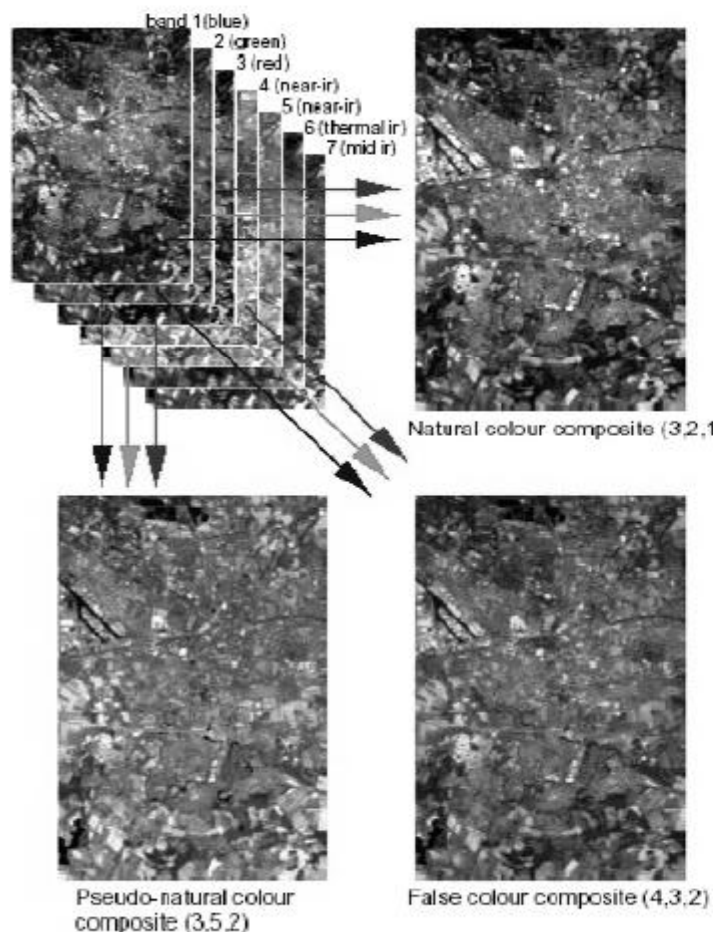 band 1(blue)
2 (green)
3 (red)
4 (near-ir)
5 (near-ir)
6 (thermal ir)
7 (mid ir)
Natural colour composite (3,2,1
Pseudo-natural colour
composite (3,5,2)
False colour composite (4,3,2)